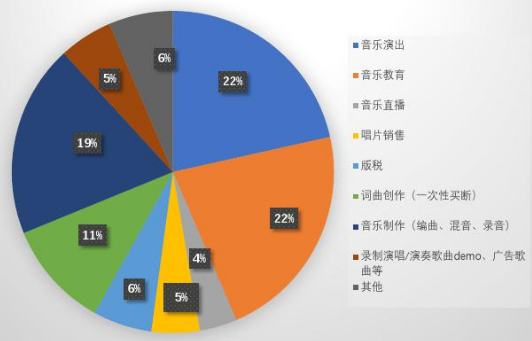 22%
22%
4%
5%
6%
11%
19%
5%
6%
音乐演出
音乐教育
音乐直播
唱片销售
版税
词曲创作（一次性买断）
音乐制作（编曲、混音、录音）
录制演唱/演奏歌曲demo、广告歌
曲等
其他